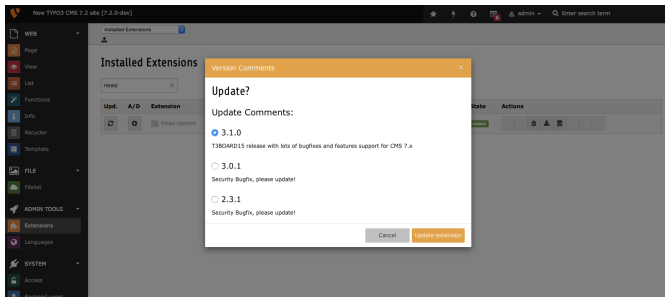 New TYPO3 CMS 7.2 site [7.2.0-dev]
admin
Enter search term
WEB
Page
View
List
Functions
Info
Recycler
Template
FILE
Filelist
ADMIN TOOLS
Extensions
Languages
SYSTEM
Access
Installed Extensions
Installed Extensions
news
Upd. A/D Extension State Actions
News system
Version Comments
Update?
Update Comments:
3.1.0
T3BOARD15 release with lots of bugfixes and features support for CMS 7.x
3.0.1
Security Bugfix, please update!
2.3.1
Security Bugfix, please update!
Cancel Update extension